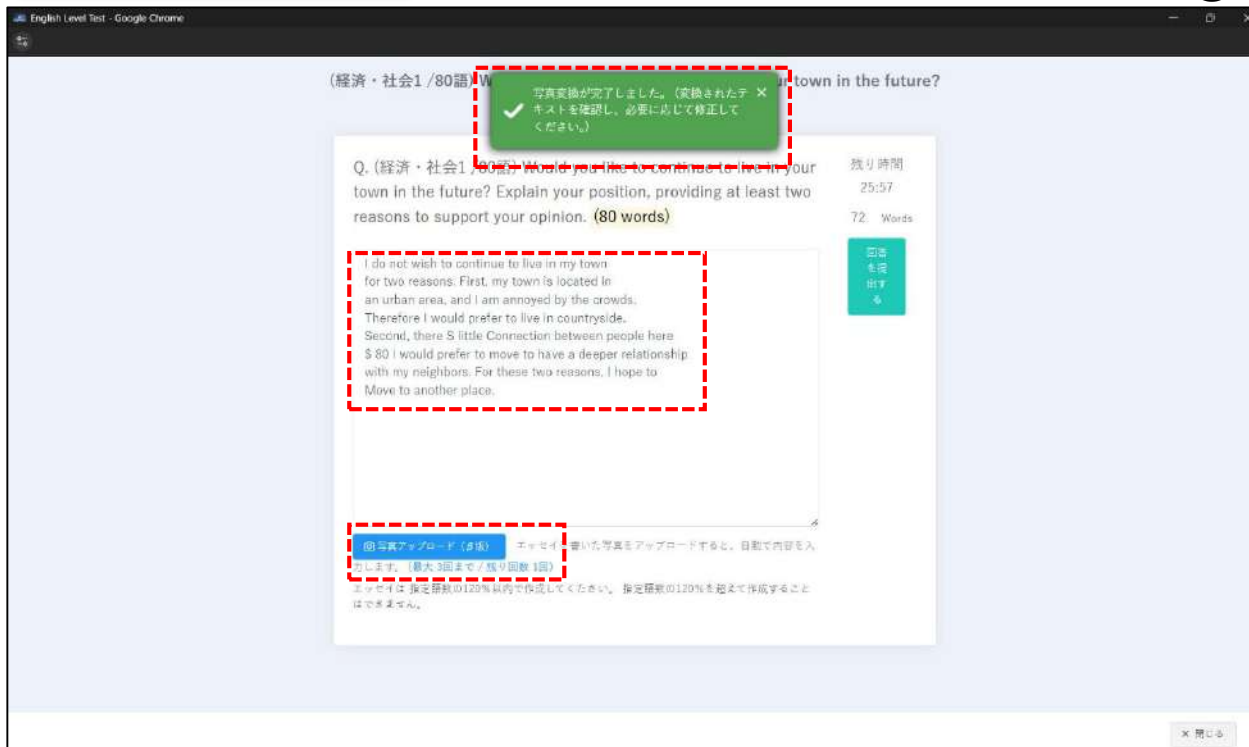 English Level Test - Google Chrome
(経済・社会1 /80語) W
ur town in the future?
写真変換が完了しました。(変換されたテ
キストを確認し、必要に応じて修正して
ください。)
Q. (経済・社会1 /80語) Would you like to continue to live in your
town in the future? Explain your position, providing at least two
reasons to support your opinion. (80 words)
残り時間
25:57
72 Words
回答
を提
出す
る
I do not wish to continue to live in my town
for two reasons. First, my town is located in
an urban area, and I am annoyed by the crowds.
Therefore I would prefer to live in countryside.
Second, there S little Connection between people here
$ 80 I would prefer to move to have a deeper relationship
with my neighbors. For these two reasons, I hope to
Move to another place.
写真アップロード (β版) エッセイ 書いた写真をアップロードすると、自動で内容を入
力します。(最大 3回まで / 残り回数 1回)
エッセイは 指定語数の120%以内で作成してください。 指定語数の120%を超えて作成すること
はできません。
× 閉じる